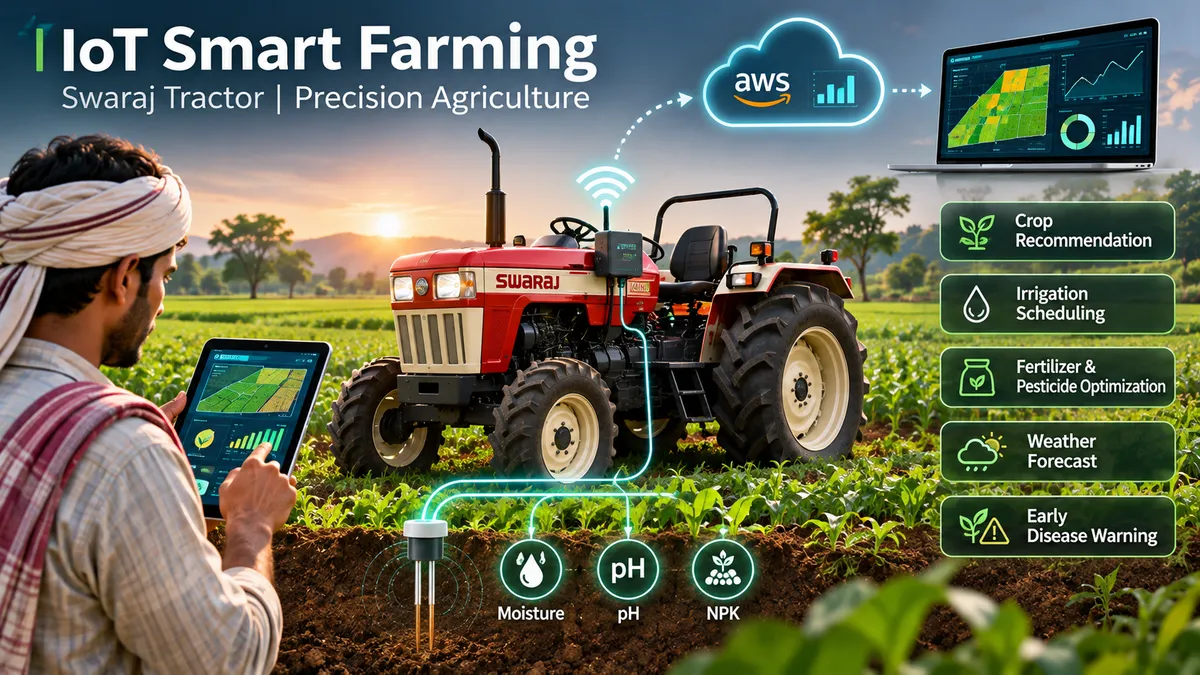 IoT Smart Farming
Swaraj Tractor | Precision Agriculture
aws
SWARAJ
Crop
Recommendation
Irrigation
Scheduling
Fertilizer &
Pesticide Optimization
Weather
Forecast
Early
Disease Warning
pH
Moisture
pH
NPK